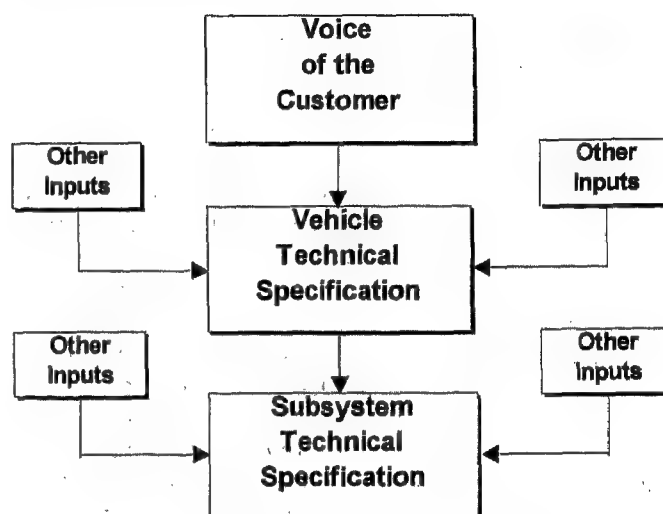 Voice
of the
Customer
Other
Inputs
Other
Inputs
Vehicle
Technical
Specification
Other
Inputs
Other
Inputs
Subsystem
Technical
Specification